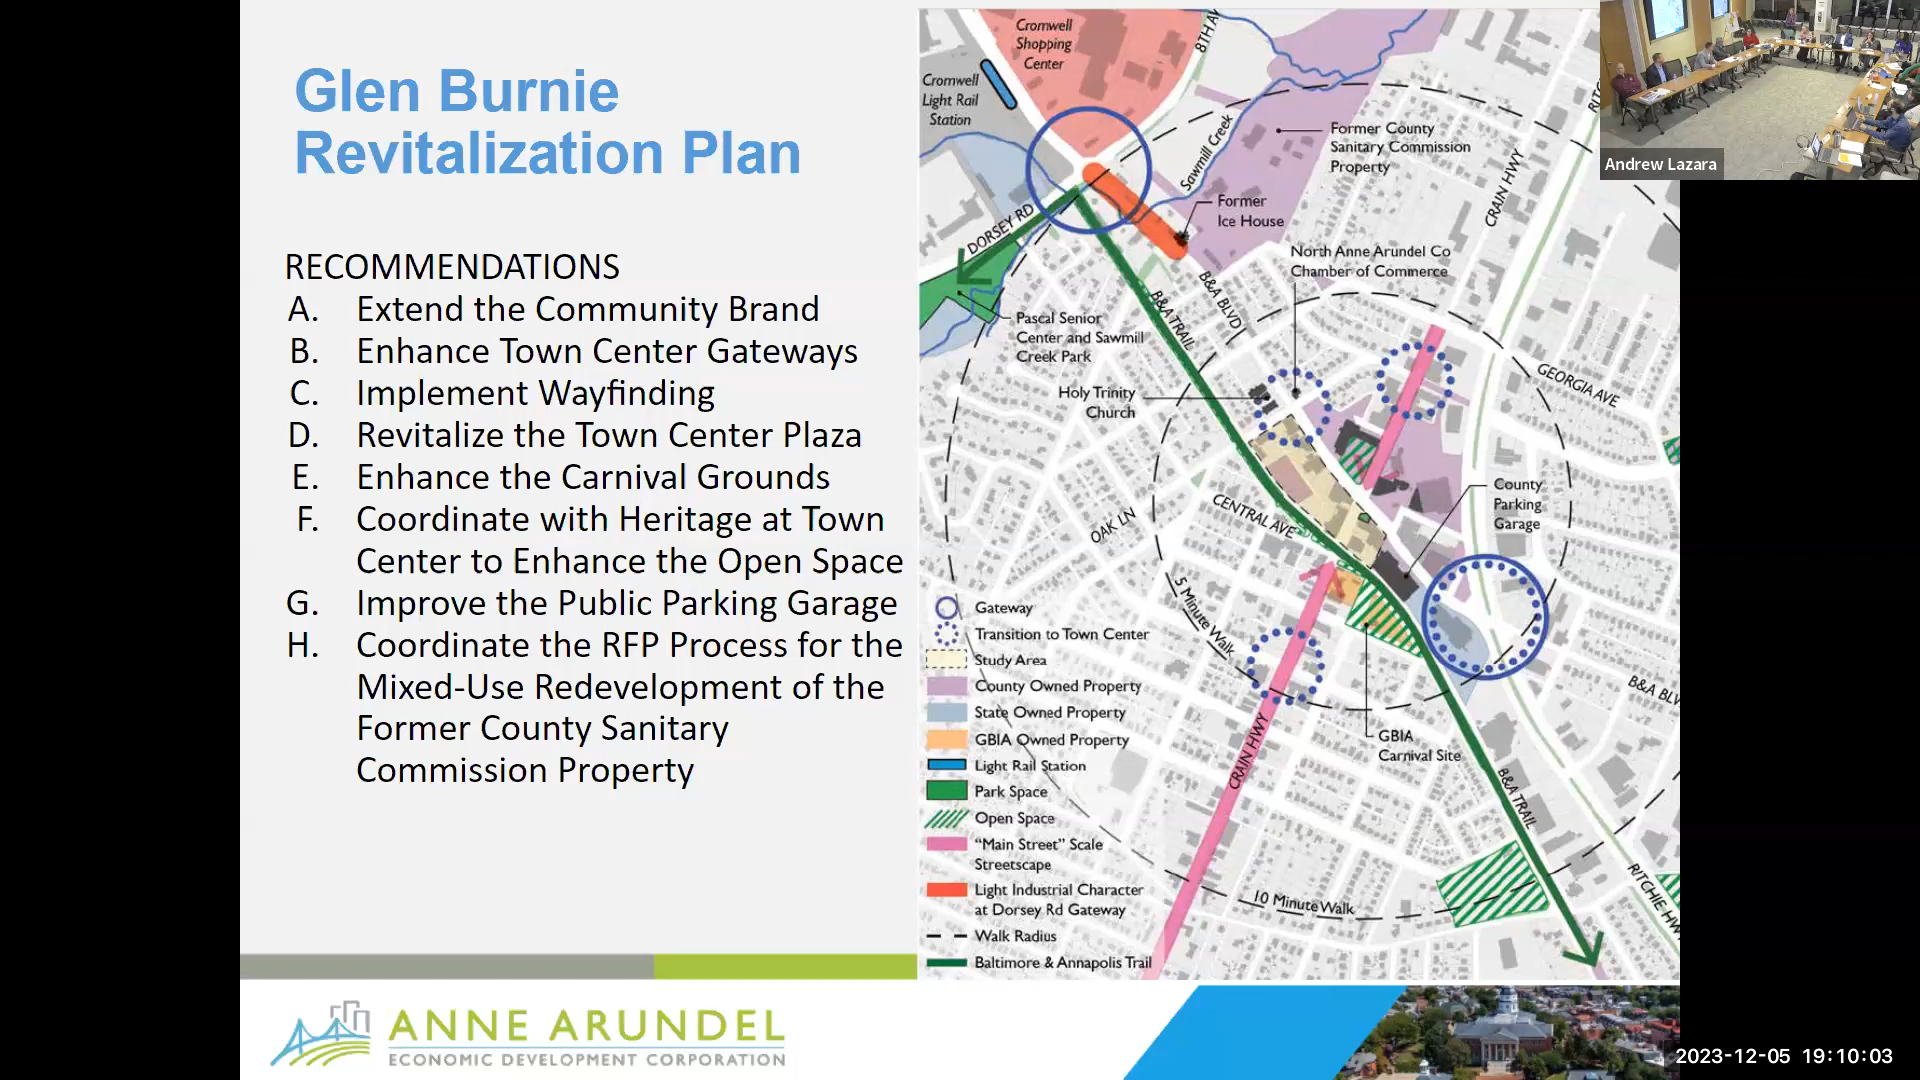 Glen Burnie
Revitalization Plan
RECOMMENDATIONS
A. Extend the Community Brand
B. Enhance Town Center Gateways
C. Implement Wayfinding
D. Revitalize the Town Center Plaza
E. Enhance the Carnival Grounds
F. Coordinate with Heritage at Town
Center to Enhance the Open Space
G. Improve the Public Parking Garage
H. Coordinate the RFP Process for the
Mixed-Use Redevelopment of the
Former County Sanitary
Commission Property
Cromwell
Shopping
Center
8TH AV
Cromwell
Light Rail
Station
Sawmill Creek
Former County
Sanitary Commission
Property
CRAIN HWY
RITC
Former
Ice House
DORSEY RD
North Anne Arundel Co
Chamber of Commerce
B&A BLVD
B&A TRAIL
Pascal Senior
Center and Sawmill
Creek Park
GEORGIA AVE
Holy Trinity
Church
County
Parking
Garage
CENTRAL AVE
OAK LN
5 Minute Walk
B&A BLV
CRAIN HWY
GBIA
Carnival Site
B&A TRAIL
RITCHIE HW
10 Minute Walk
Gateway
Transition to Town Center
Study Area
County Owned Property
State Owned Property
GBIA Owned Property
Light Rail Station
Park Space
Open Space
"Main Street" Scale
Streetscape
Light Industrial Character
at Dorsey Rd Gateway
Walk Radius
Baltimore & Annapolis Trail
ANNE ARUNDEL
ECONOMIC DEVELOPMENT CORPORATION
Andrew Lazara
2023-12-05 19:10:03